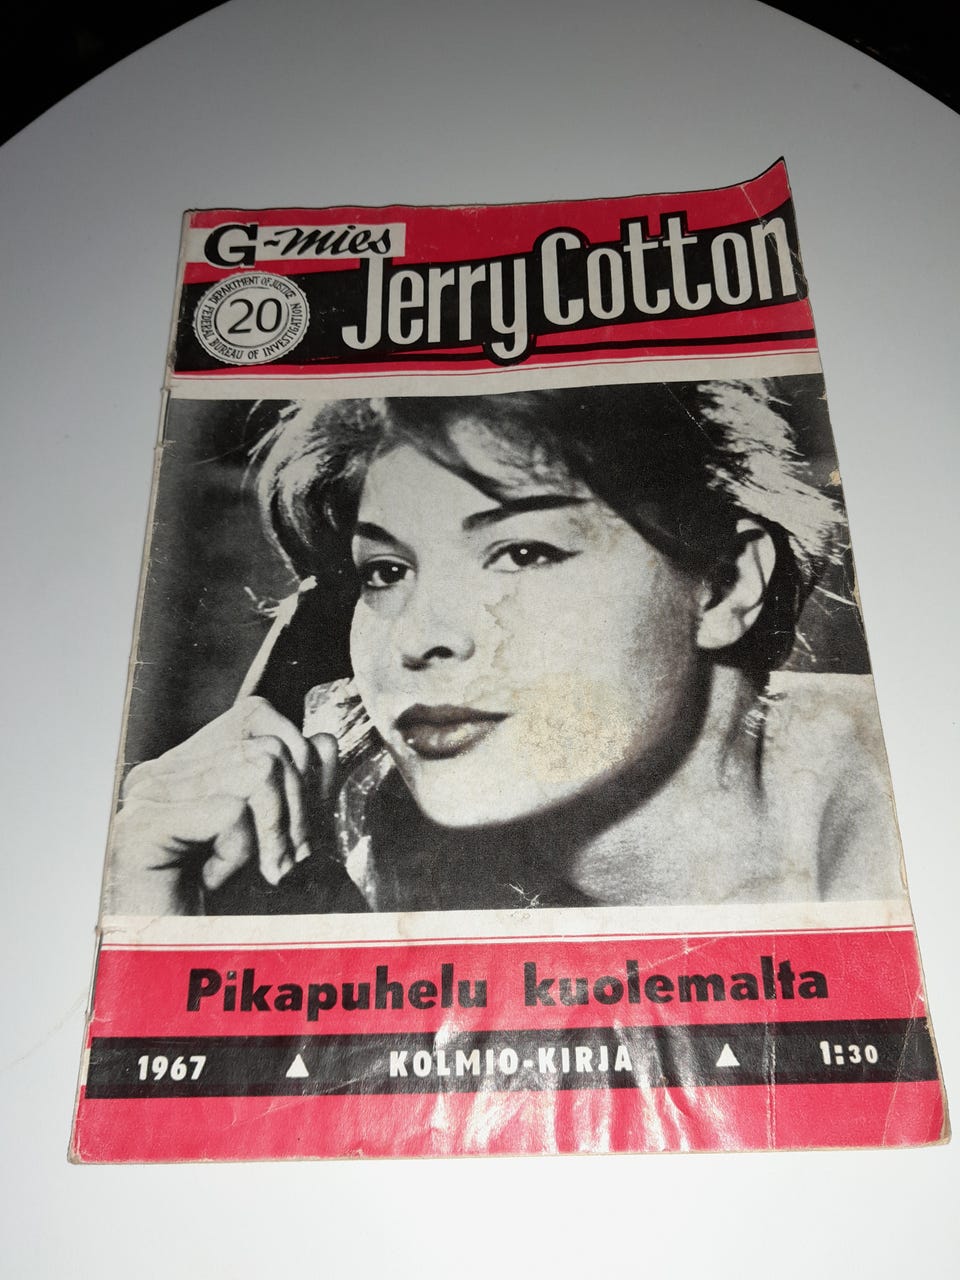 G-mies
Jerry Cotton
DEPARTMENT OF JUSTICE
20
FEDERAL BUREAU OF INVESTIGATION
Pikapuhelu kuolemalta
1967 ▲ KOLMIO-KIRJA ▲ 1:30